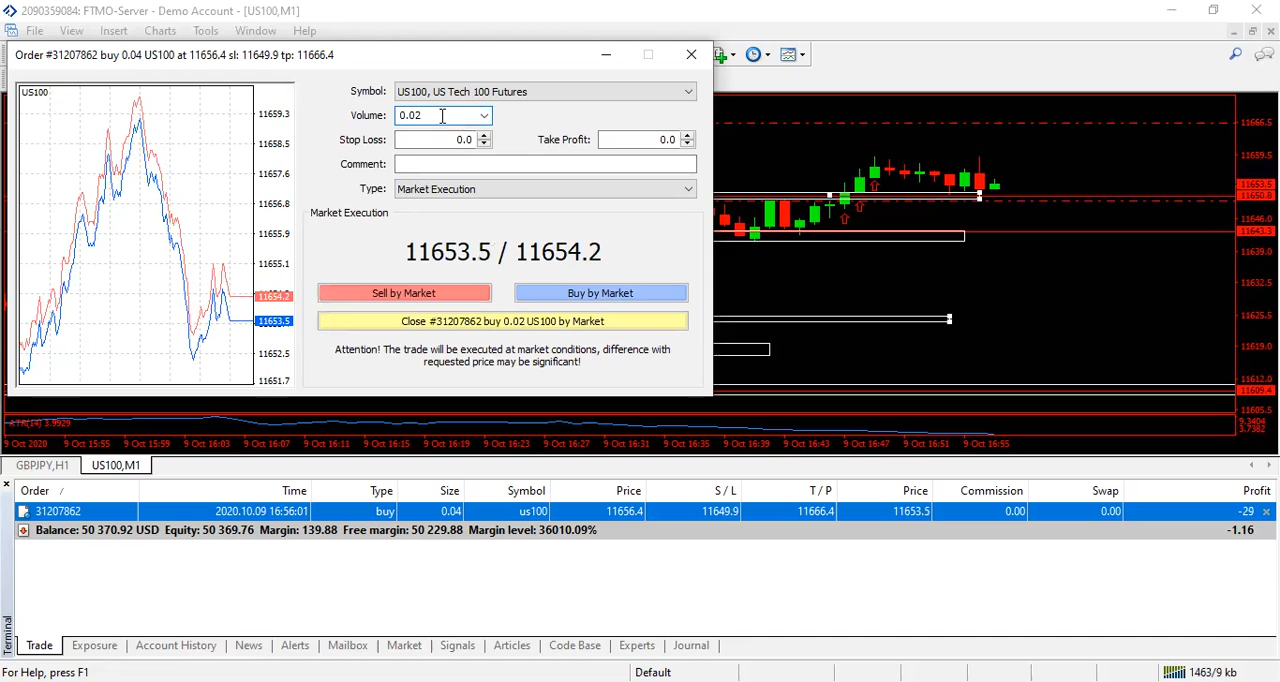 2090359084: FTMO-Server - Demo Account - [US100,M1]
File View Insert Charts Tools Window Help
Order #31207862 buy 0.04 US100 at 11656.4 sl: 11649.9 tp: 11666.4
US100
11659.3
11658.5
11657.6
11656.8
11655.9
11655.1
11654.2
11653.5
11652.5
11651.7
Symbol: US100, US Tech 100 Futures
Volume: 0.02
Stop Loss: 0.0 Take Profit: 0.0
Comment:
Type: Market Execution
Market Execution
11653.5 / 11654.2
Sell by Market Buy by Market
Close #31207862 buy 0.02 US100 by Market
Attention! The trade will be executed at market conditions, difference with
requested price may be significant!
11666.5
11659.5
11653.5
11650.8
11646.0
11643.3
11639.0
11632.5
11625.5
11619.0
11612.0
11609.4
11605.5
ATR(14) 3.9929
9.3404
3.7382
9 Oct 2020 9 Oct 15:55 9 Oct 15:59 9 Oct 16:03 9 Oct 16:07 9 Oct 16:11 9 Oct 16:15 9 Oct 16:19 9 Oct 16:23 9 Oct 16:27 9 Oct 16:31 9 Oct 16:35 9 Oct 16:39 9 Oct 16:43 9 Oct 16:47 9 Oct 16:51 9 Oct 16:55
GBPJPY,H1 US100,M1
Order / Time Type Size Symbol Price S / L T / P Price Commission Swap Profit
31207862 2020.10.09 16:56:01 buy 0.04 us100 11656.4 11649.9 11666.4 11653.5 0.00 0.00 -29
Balance: 50 370.92 USD Equity: 50 369.76 Margin: 139.88 Free margin: 50 229.88 Margin level: 36010.09% -1.16
Terminal
Trade Exposure Account History News Alerts Mailbox Market Signals Articles Code Base Experts Journal
For Help, press F1 Default 1463/9 kb